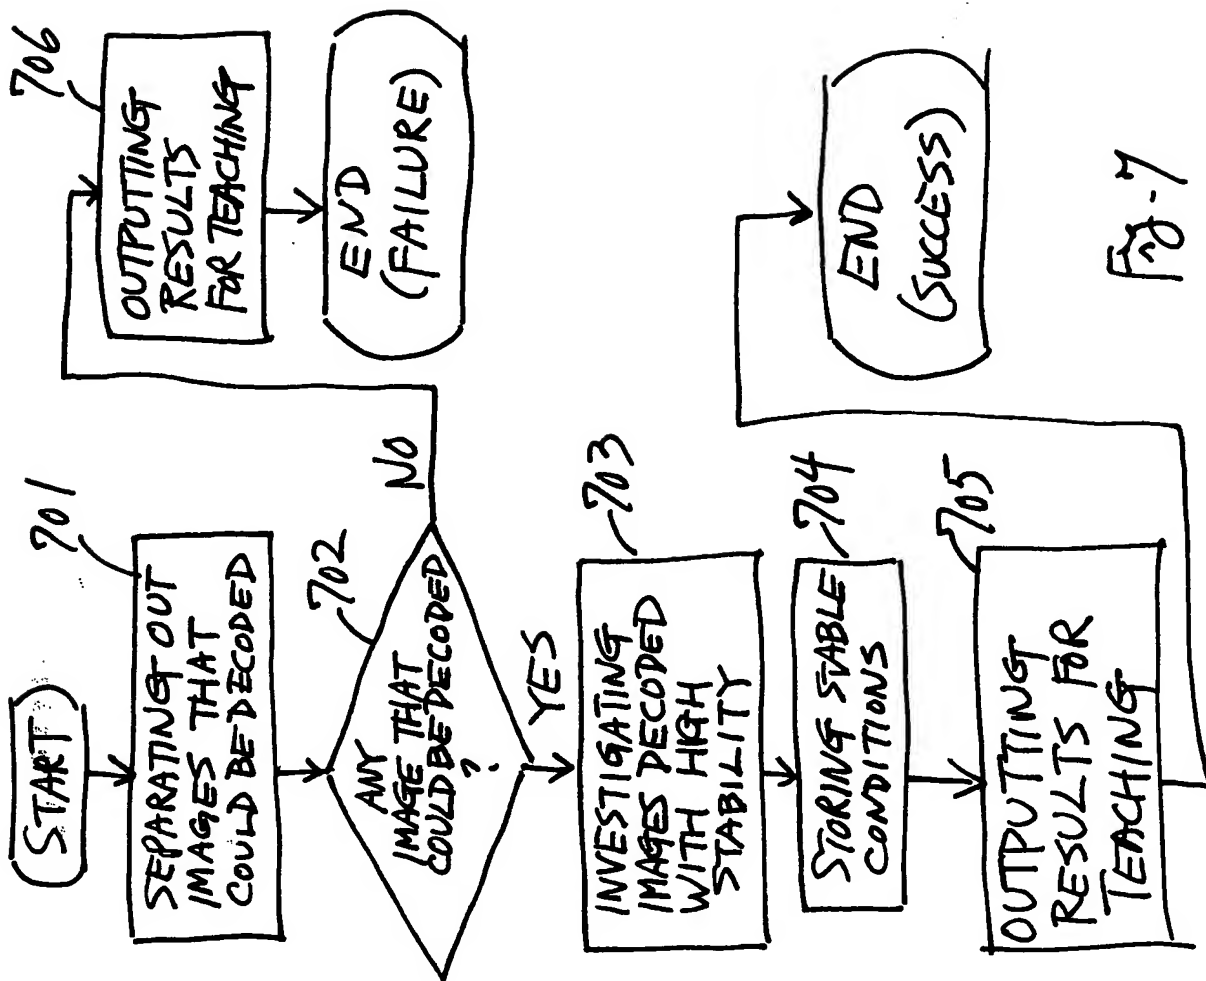 START
701
SEPARATING OUT
IMAGES THAT
COULD BE DECODED
702
ANY
IMAGE THAT
COULD BE DECODED
?
NO
YES
706
OUTPUTTING
RESULTS
FOR TEACHING
END
(FAILURE)
703
INVESTIGATING
IMAGES DECODED
WITH HIGH
STABILITY
704
STORING STABLE
CONDITIONS
705
OUTPUTTING
RESULTS FOR
TEACHING
END
(SUCCESS)
Fig-7